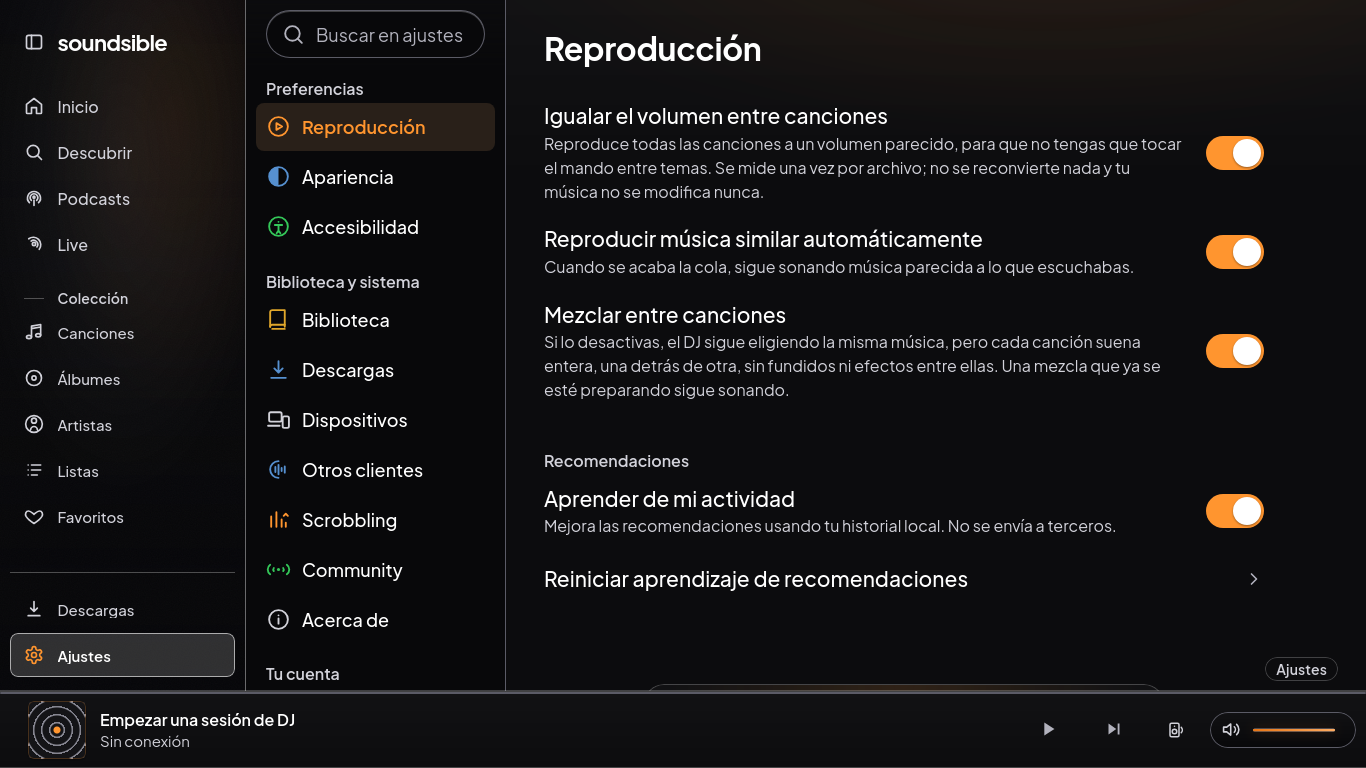 soundsible
Inicio
Descubrir
Podcasts
Live
Colección
Canciones
Álbumes
Artistas
Listas
Favoritos
Descargas
Ajustes
Buscar en ajustes
Preferencias
Reproducción
Apariencia
Accesibilidad
Biblioteca y sistema
Biblioteca
Descargas
Dispositivos
Otros clientes
Scrobbling
Community
Acerca de
Tu cuenta
Reproducción
Igualar el volumen entre canciones
Reproduce todas las canciones a un volumen parecido, para que no tengas que tocar
el mando entre temas. Se mide una vez por archivo; no se reconvierte nada y tu
música no se modifica nunca.
Reproducir música similar automáticamente
Cuando se acaba la cola, sigue sonando música parecida a lo que escuchabas.
Mezclar entre canciones
Si lo desactivas, el DJ sigue eligiendo la misma música, pero cada canción suena
entera, una detrás de otra, sin fundidos ni efectos entre ellas. Una mezcla que ya se
esté preparando sigue sonando.
Recomendaciones
Aprender de mi actividad
Mejora las recomendaciones usando tu historial local. No se envía a terceros.
Reiniciar aprendizaje de recomendaciones
Ajustes
Empezar una sesión de DJ
Sin conexión